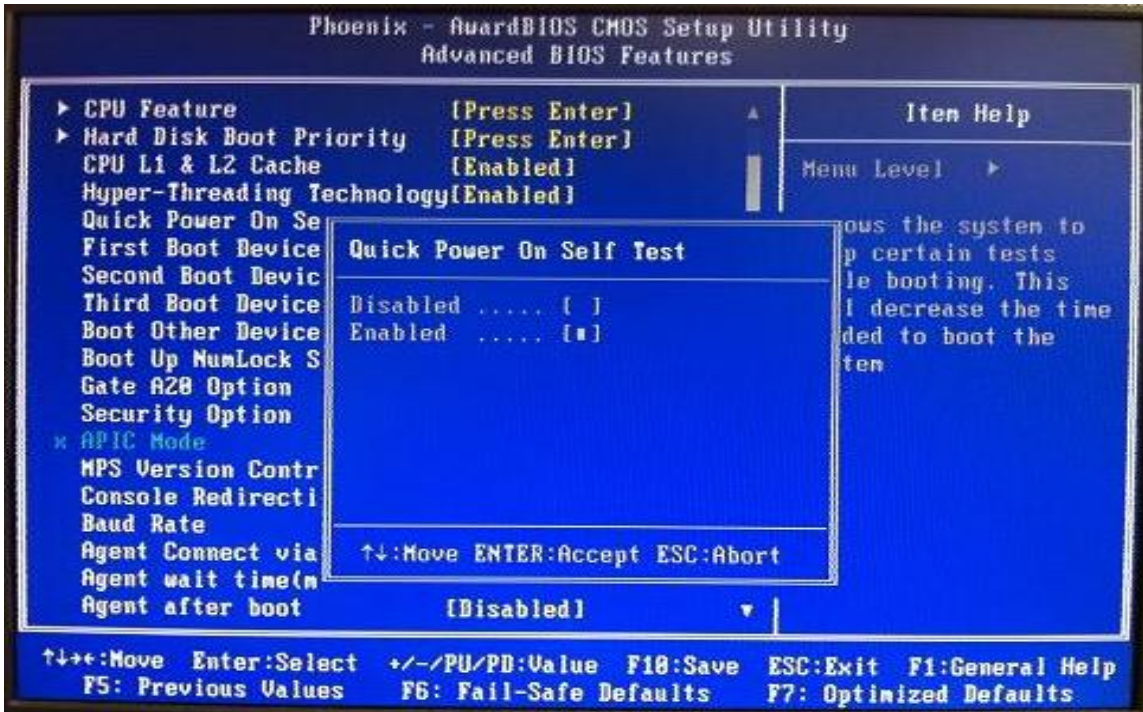 Phoenix - AwardBIOS CMOS Setup Utility
Advanced BIOS Features
CPU Feature [Press Enter]
Hard Disk Boot Priority [Press Enter]
CPU L1 & L2 Cache [Enabled]
Hyper-Threading Technology[Enabled]
Quick Power On Se
First Boot Device
Second Boot Devic
Third Boot Device
Boot Other Device
Boot Up NumLock S
Gate A20 Option
Security Option
x APIC Mode
MPS Version Contr
Console Redirecti
Baud Rate
Agent Connect via
Agent wait time(m
Agent after boot [Disabled]
Quick Power On Self Test
Disabled ..... [ ]
Enabled ..... [■]
↑↓:Move ENTER:Accept ESC:Abort
Item Help
Menu Level ▶
ows the system to
p certain tests
le booting. This
l decrease the time
ded to boot the
tem
↑↓→←:Move Enter:Select +/-/PU/PD:Value F10:Save ESC:Exit F1:General Help
F5: Previous Values F6: Fail-Safe Defaults F7: Optimized Defaults